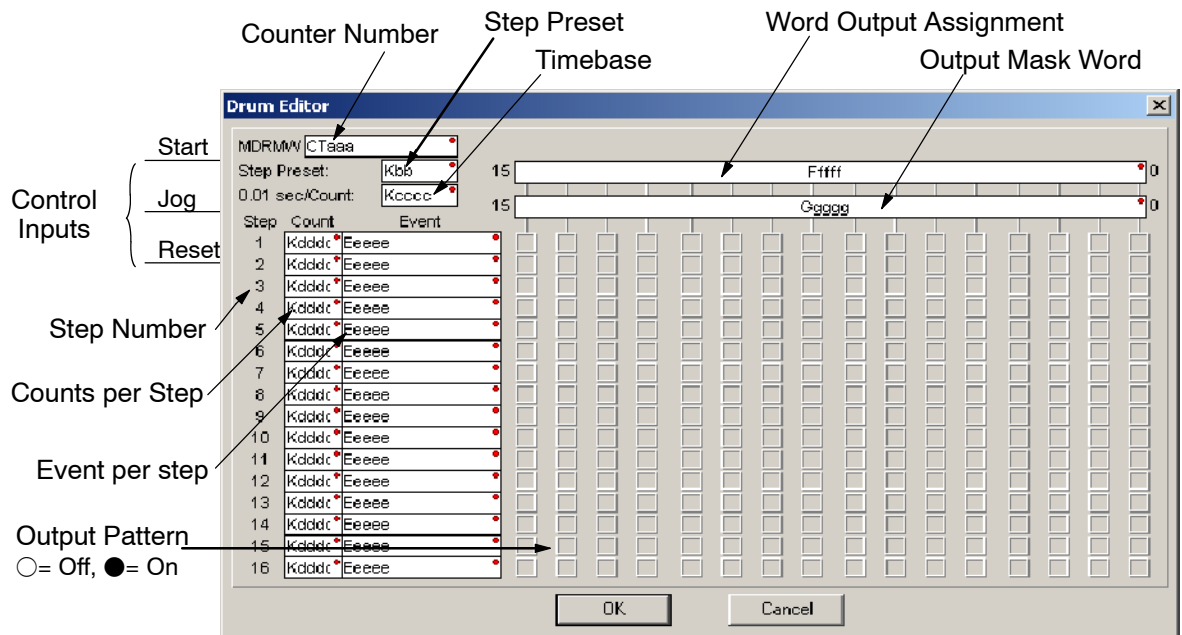 Counter Number
Step Preset
Timebase
Word Output Assignment
Output Mask Word
Drum Editor
Control Inputs
Start
Jog
Reset
MDRMW CTaaa
Step Preset: Kbb
0.01 sec/Count: Kcccc
15 Fffff 0
15 Ggggg 0
Step Count Event
1 Kdddd Eeeee
2 Kdddd Eeeee
3 Kdddd Eeeee
4 Kdddd Eeeee
5 Kdddd Eeeee
6 Kdddd Eeeee
7 Kdddd Eeeee
8 Kdddd Eeeee
9 Kdddd Eeeee
10 Kdddd Eeeee
11 Kdddd Eeeee
12 Kdddd Eeeee
13 Kdddd Eeeee
14 Kdddd Eeeee
15 Kdddd Eeeee
16 Kdddd Eeeee
Step Number
Counts per Step
Event per step
Output Pattern
○= Off, ●= On
OK
Cancel